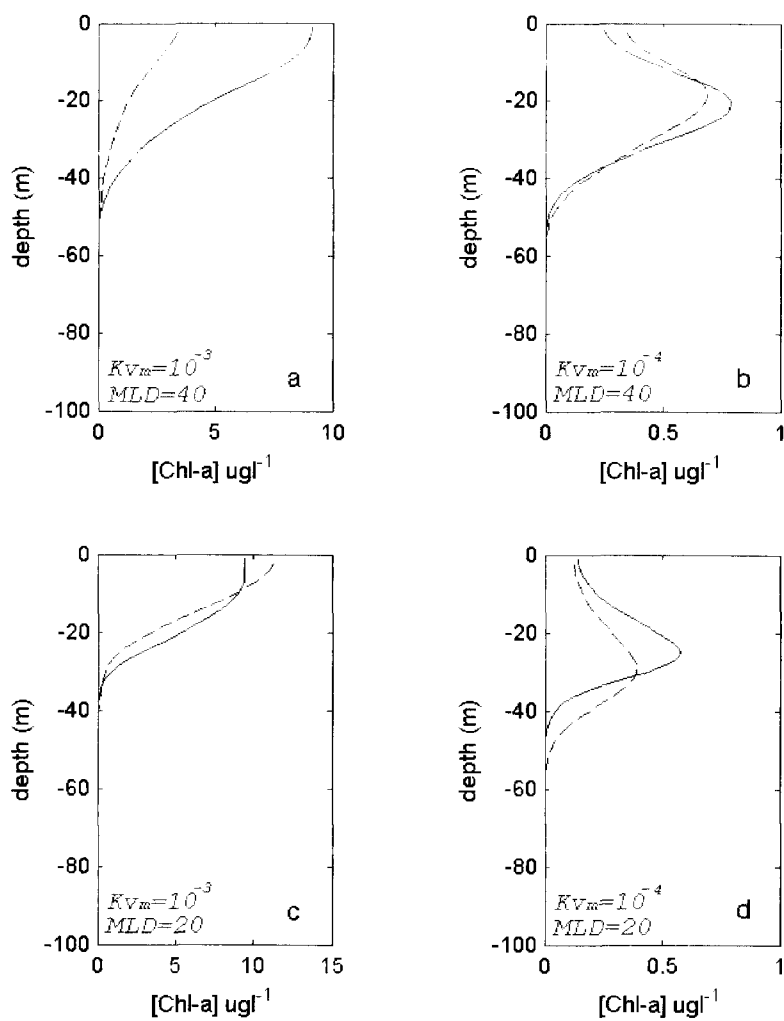 0
-20
-40
-60
-80
-100
depth (m)
Kvm=10^-3
MLD=40
a
0 5 10
[Chl-a] ugl^-1
0
-20
-40
-60
-80
-100
depth (m)
Kvm=10^-4
MLD=40
b
0 0.5 1
[Chl-a] ugl^-1
0
-20
-40
-60
-80
-100
depth (m)
Kvm=10^-3
MLD=20
c
0 5 10 15
[Chl-a] ugl^-1
0
-20
-40
-60
-80
-100
depth (m)
Kvm=10^-4
MLD=20
d
0 0.5 1
[Chl-a] ugl^-1